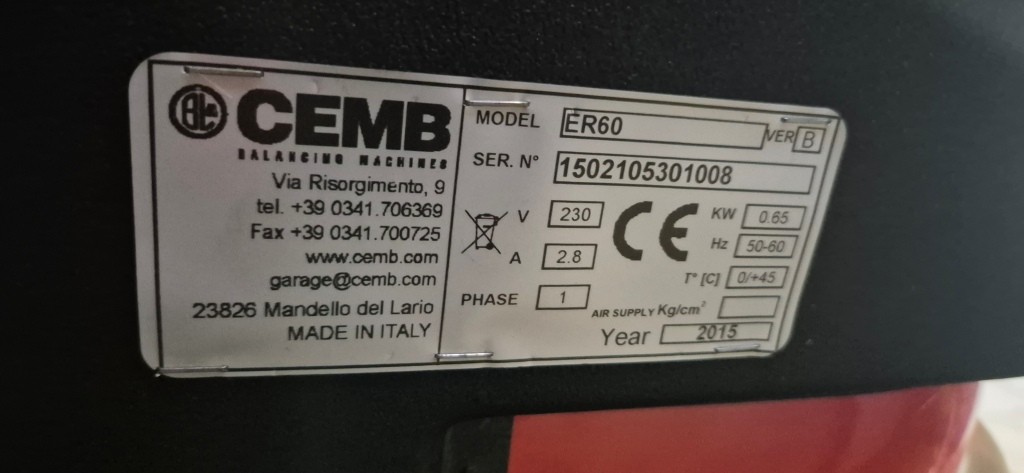 CEMB
BALANCING MACHINES
Via Risorgimento, 9
tel. +39 0341.706369
Fax +39 0341.700725
www.cemb.com
garage@cemb.com
23826 Mandello del Lario
MADE IN ITALY
MODEL ER60 VER B
SER. N° 1502105301008
V 230 CE KW 0.65
A 2.8 Hz 50-60
T° [C] 0/+45
PHASE 1 AIR SUPPLY Kg/cm²
Year 2015